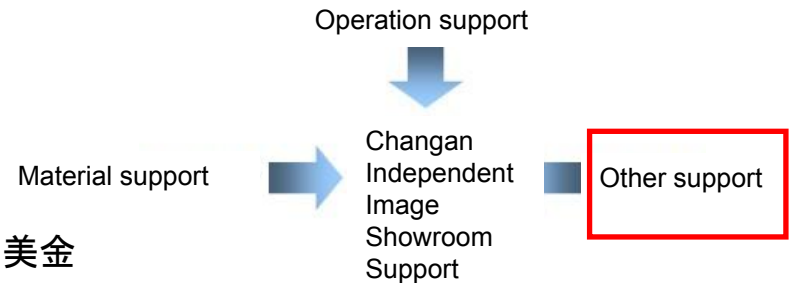 Operation support
Material support
Changan
Independent
Image
Showroom
Support
Other support
美金